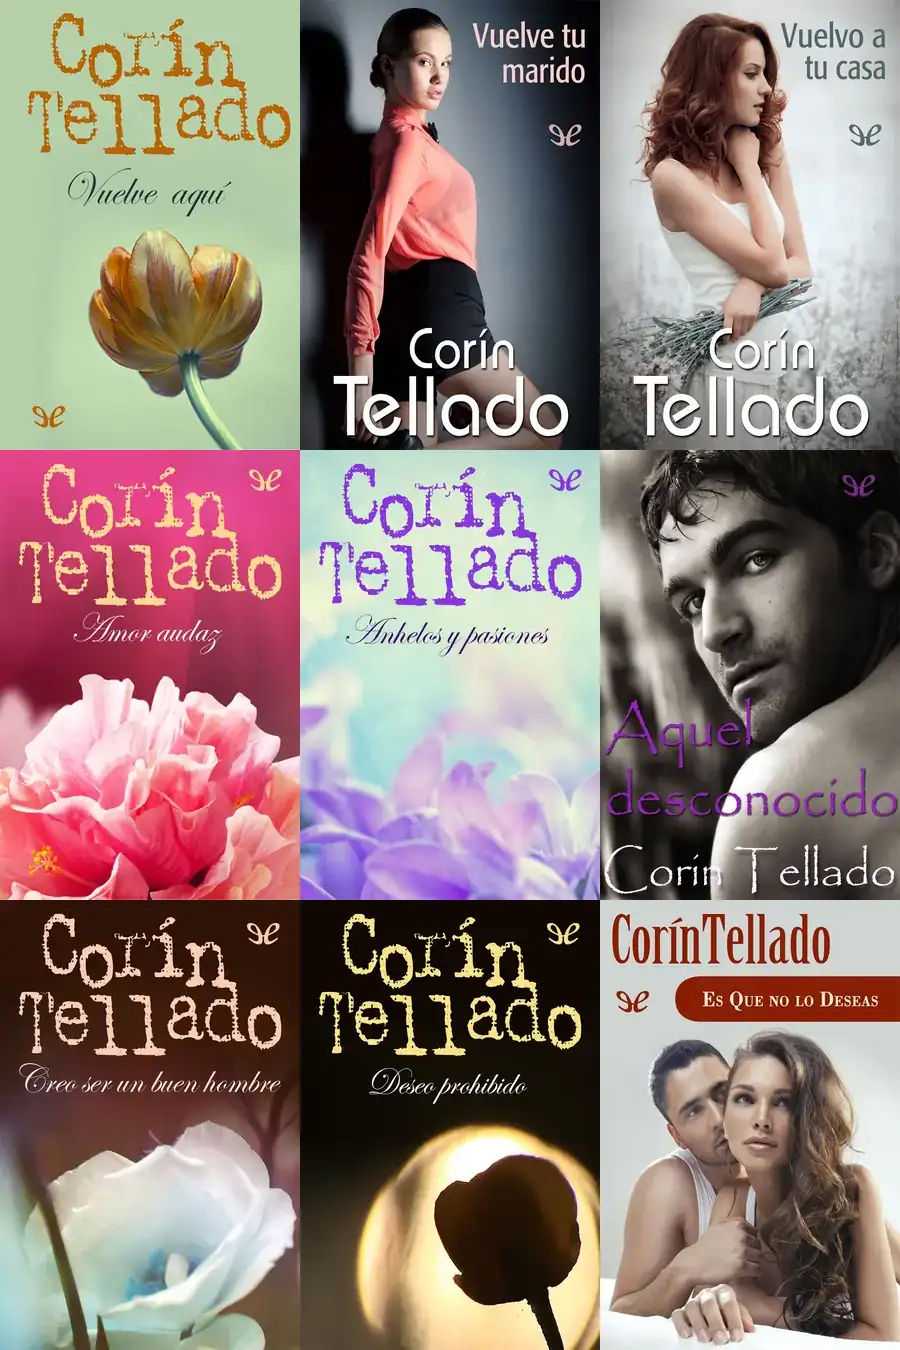 Corín
Tellado
Vuelve aquí
Vuelve tu
marido
Corín
Tellado
Vuelvo a
tu casa
Corín
Tellado
Corín
Tellado
Amor audaz
Corín
Tellado
Anhelos y pasiones
Aquel
desconocido
Corín Tellado
Corín
Tellado
Creo ser un buen hombre
Corín
Tellado
Deseo prohibido
CorínTellado
Es Que no lo Deseas